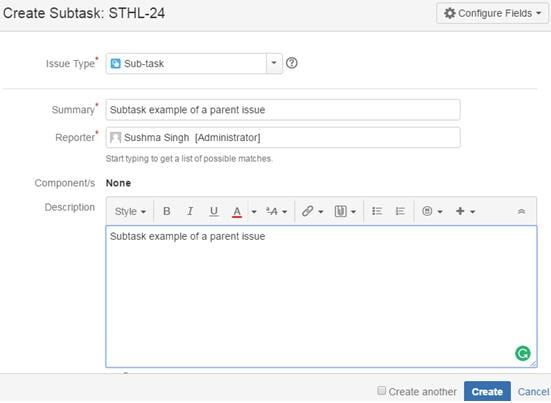 Create Subtask: STHL-24
Configure Fields
Issue Type* Sub-task
Summary* Subtask example of a parent issue
Reporter* Sushma Singh [Administrator]
Start typing to get a list of possible matches.
Component/s None
Description Style B I U A ªA
Subtask example of a parent issue
Create another Create Cancel